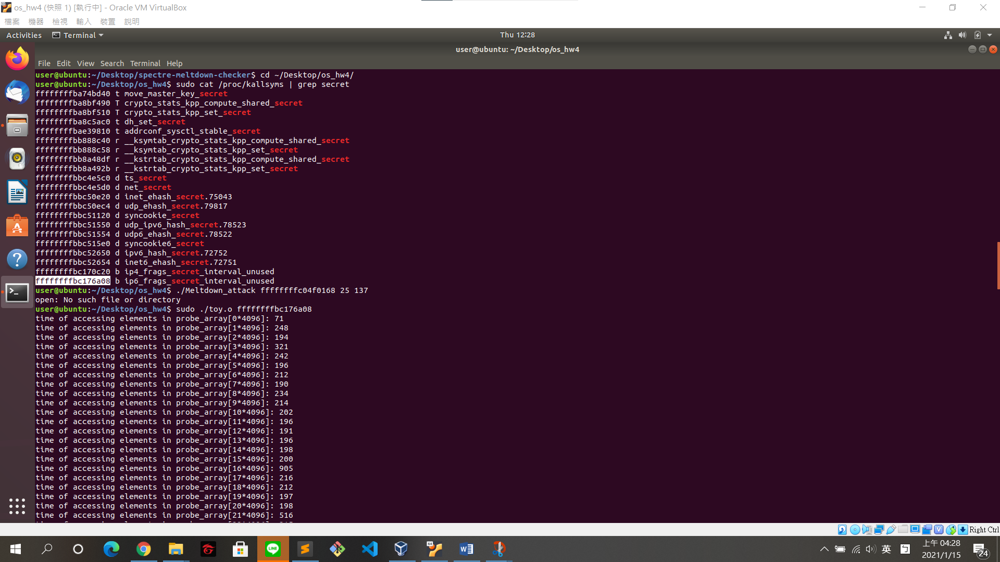 os_hw4 (快照 1) [執行中] - Oracle VM VirtualBox
檔案 機器 檢視 輸入 裝置 說明
Activities Terminal Thu 12:28
user@ubuntu: ~/Desktop/os_hw4
File Edit View Search Terminal Help
user@ubuntu:~/Desktop/spectre-meltdown-checker$ cd ~/Desktop/os_hw4/
user@ubuntu:~/Desktop/os_hw4$ sudo cat /proc/kallsyms | grep secret
ffffffffba74bd40 t move_master_key_secret
ffffffffba8bf490 T crypto_stats_kpp_compute_shared_secret
ffffffffba8bf510 T crypto_stats_kpp_set_secret
ffffffffba8c5ac0 t dh_set_secret
ffffffffbae39810 t addrconf_sysctl_stable_secret
ffffffffbb888c40 r __ksymtab_crypto_stats_kpp_compute_shared_secret
ffffffffbb888c58 r __ksymtab_crypto_stats_kpp_set_secret
ffffffffbb8a48df r __kstrtab_crypto_stats_kpp_compute_shared_secret
ffffffffbb8a492b r __kstrtab_crypto_stats_kpp_set_secret
ffffffffbbc4e5c0 d ts_secret
ffffffffbbc4e5d0 d net_secret
ffffffffbbc50e20 d inet_ehash_secret.75043
ffffffffbbc50ec4 d udp_ehash_secret.79817
ffffffffbbc51120 d syncookie_secret
ffffffffbbc51550 d udp_ipv6_hash_secret.78523
ffffffffbbc51554 d udp6_ehash_secret.78522
ffffffffbbc515e0 d syncookie6_secret
ffffffffbbc52650 d ipv6_hash_secret.72752
ffffffffbbc52654 d inet6_ehash_secret.72751
ffffffffbc170c20 b ip4_frags_secret_interval_unused
ffffffffbc176a08 b ip6_frags_secret_interval_unused
user@ubuntu:~/Desktop/os_hw4$ ./Meltdown_attack ffffffffc04f0168 25 137
open: No such file or directory
user@ubuntu:~/Desktop/os_hw4$ sudo ./toy.o ffffffffbc176a08
time of accessing elements in probe_array[0*4096]: 71
time of accessing elements in probe_array[1*4096]: 248
time of accessing elements in probe_array[2*4096]: 194
time of accessing elements in probe_array[3*4096]: 321
time of accessing elements in probe_array[4*4096]: 242
time of accessing elements in probe_array[5*4096]: 196
time of accessing elements in probe_array[6*4096]: 212
time of accessing elements in probe_array[7*4096]: 190
time of accessing elements in probe_array[8*4096]: 234
time of accessing elements in probe_array[9*4096]: 214
time of accessing elements in probe_array[10*4096]: 202
time of accessing elements in probe_array[11*4096]: 196
time of accessing elements in probe_array[12*4096]: 191
time of accessing elements in probe_array[13*4096]: 196
time of accessing elements in probe_array[14*4096]: 198
time of accessing elements in probe_array[15*4096]: 200
time of accessing elements in probe_array[16*4096]: 905
time of accessing elements in probe_array[17*4096]: 216
time of accessing elements in probe_array[18*4096]: 212
time of accessing elements in probe_array[19*4096]: 197
time of accessing elements in probe_array[20*4096]: 198
time of accessing elements in probe_array[21*4096]: 516
Right Ctrl
英
上午 04:28
2021/1/15
24